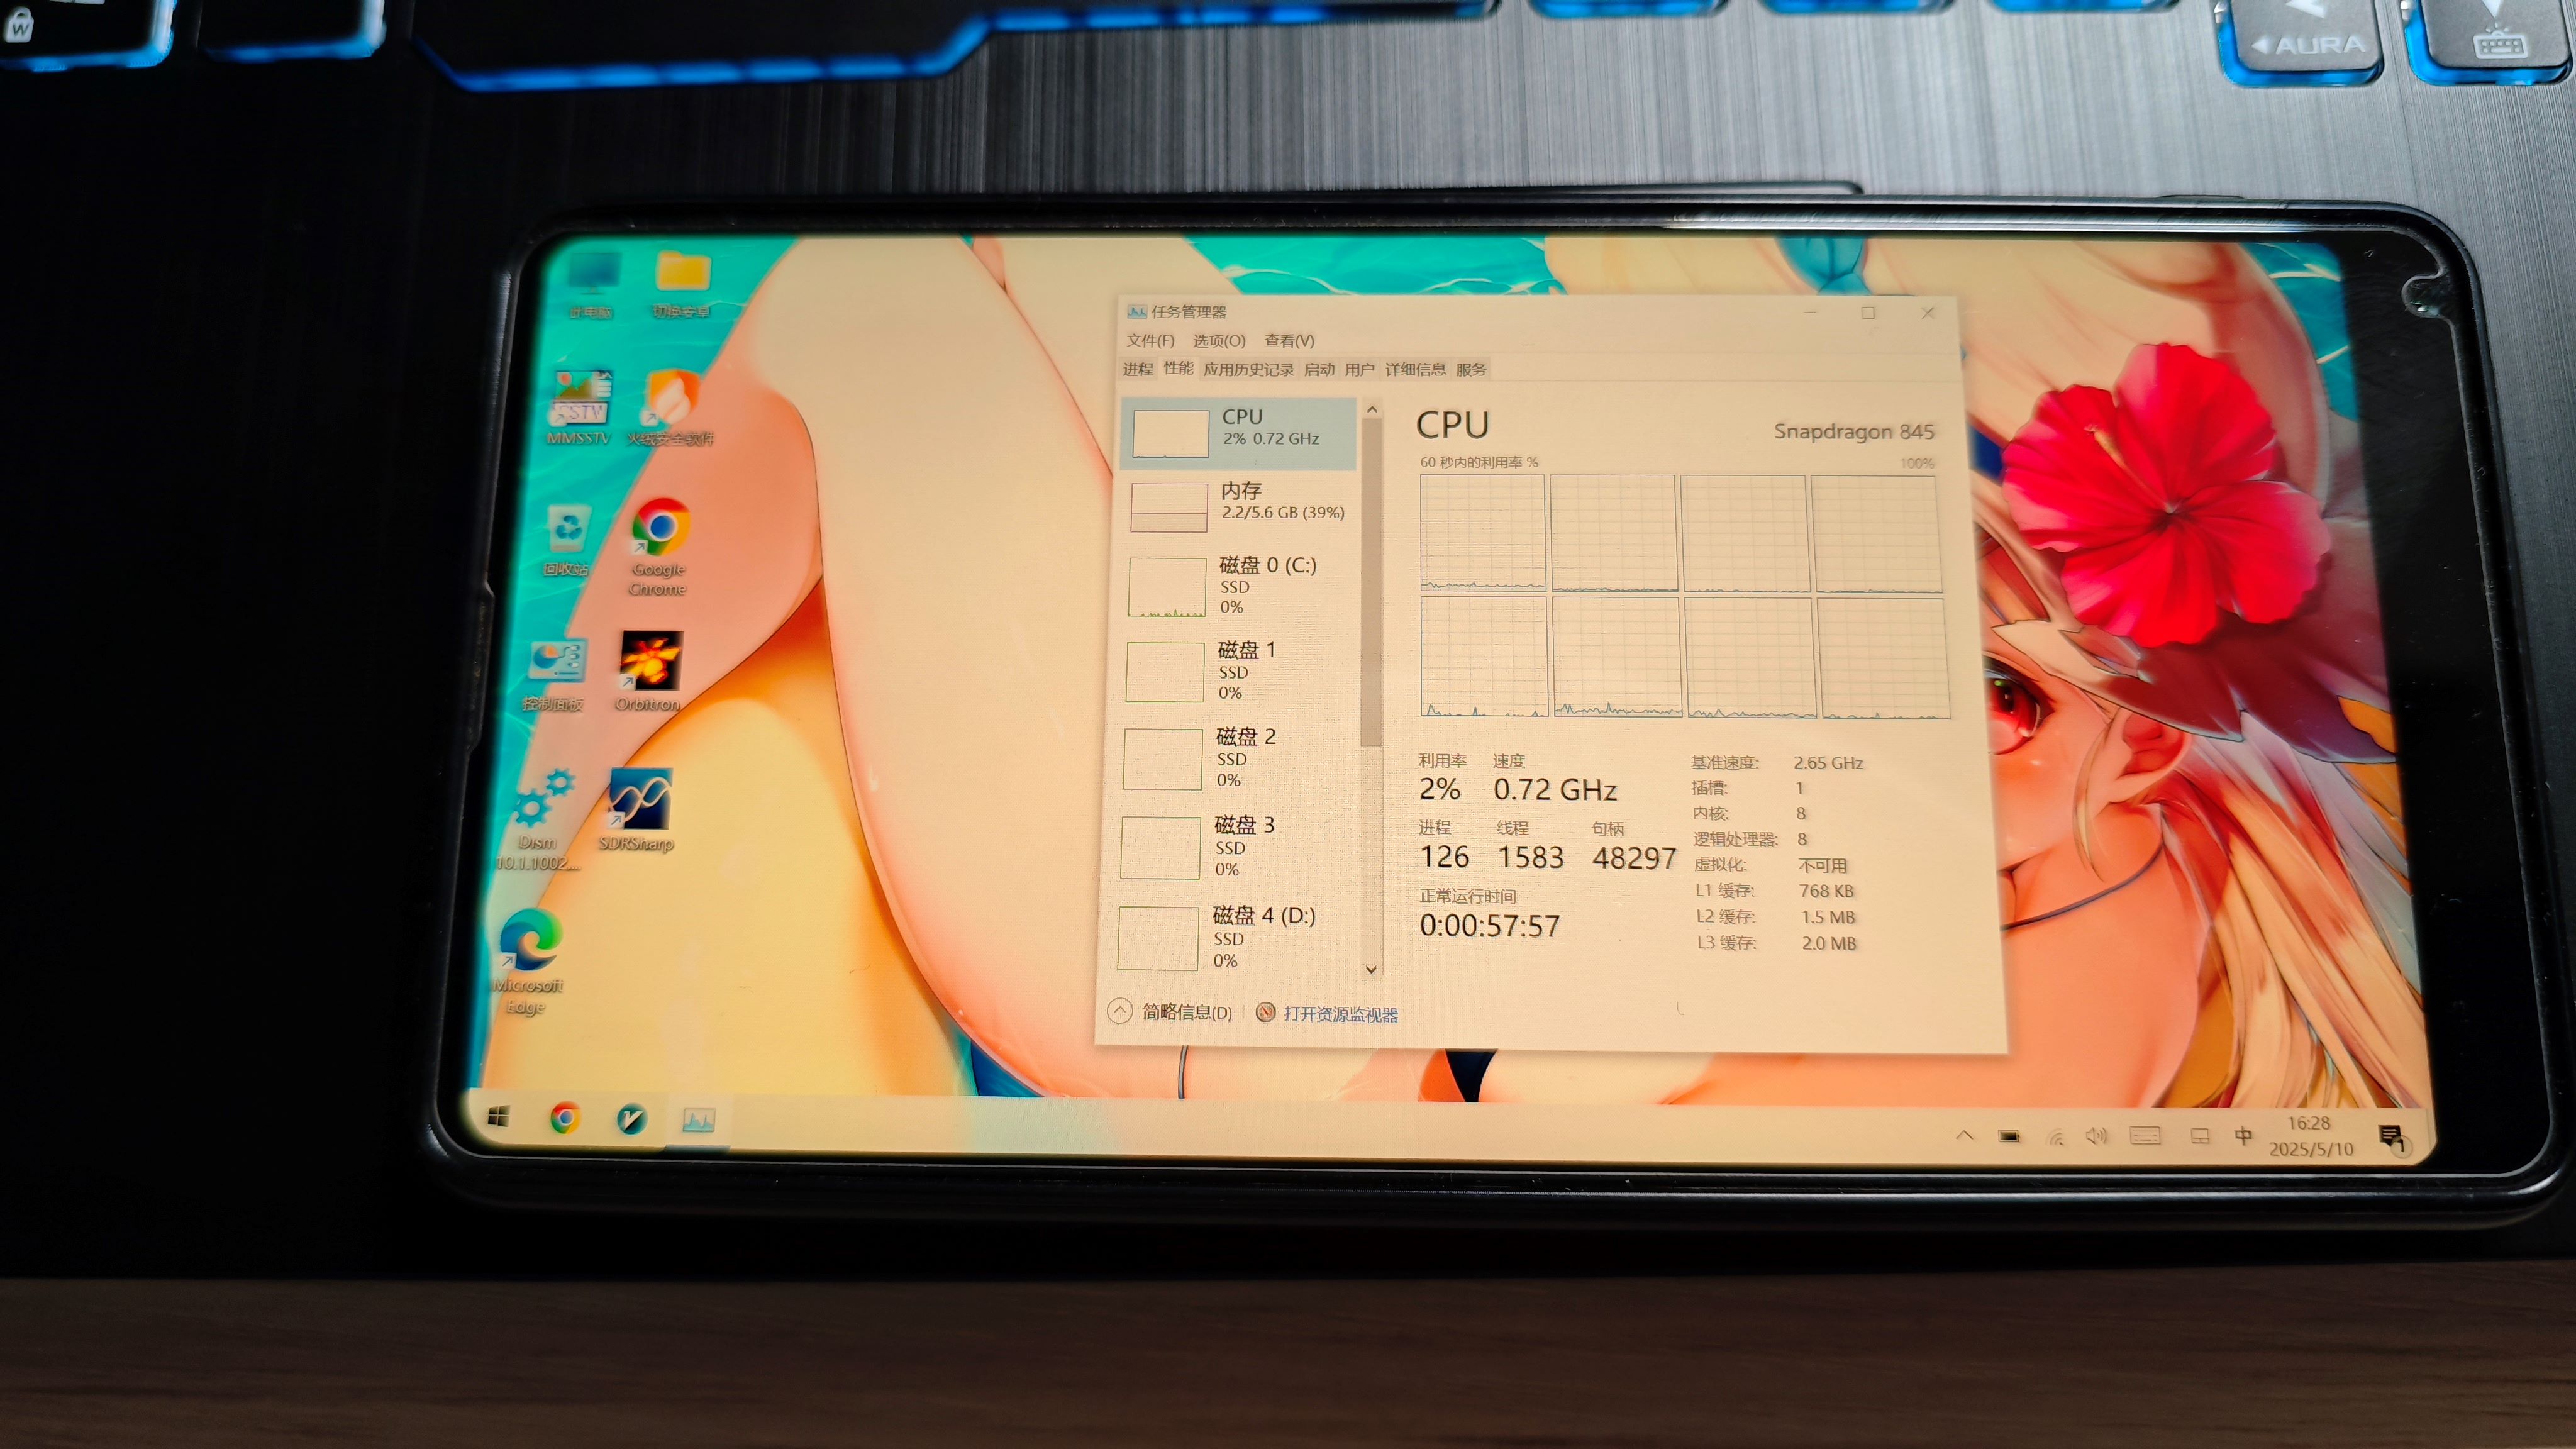 W
AURA
此电脑
切换安卓
SSTV
MMSSTV
火绒安全软件
回收站
Google
Chrome
控制面板
Orbitron
Dism
10.1.1002...
SDRSharp
Microsoft
Edge
任务管理器
文件(F) 选项(O) 查看(V)
进程 性能 应用历史记录 启动 用户 详细信息 服务
CPU
2% 0.72 GHz
内存
2.2/5.6 GB (39%)
磁盘 0 (C:)
SSD
0%
磁盘 1
SSD
0%
磁盘 2
SSD
0%
磁盘 3
SSD
0%
磁盘 4 (D:)
SSD
0%
CPU
Snapdragon 845
60 秒内的利用率 %
100%
利用率 速度
2% 0.72 GHz
进程 线程 句柄
126 1583 48297
正常运行时间
0:00:57:57
基准速度: 2.65 GHz
插槽: 1
内核: 8
逻辑处理器: 8
虚拟化: 不可用
L1 缓存: 768 KB
L2 缓存: 1.5 MB
L3 缓存: 2.0 MB
简略信息(D) 打开资源监视器
中
16:28
2025/5/10
1